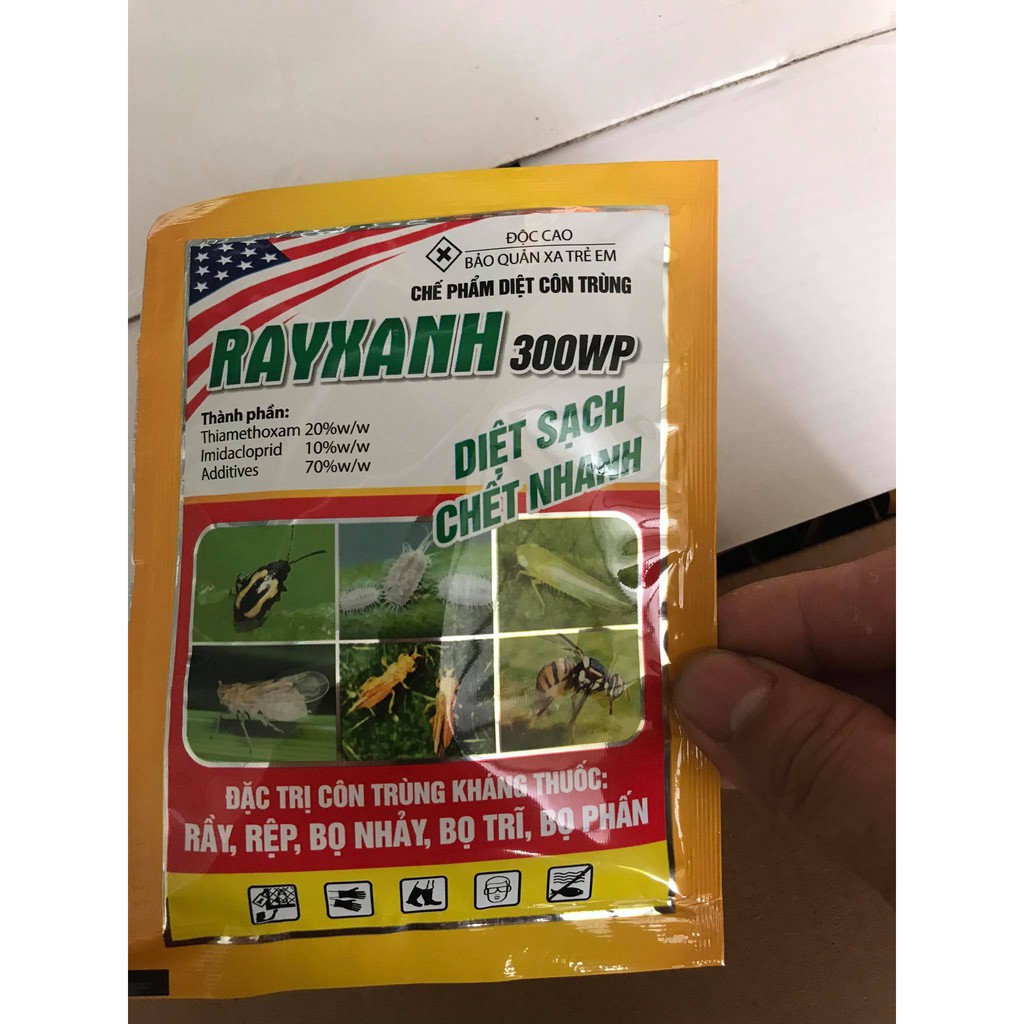 ĐỘC CAO
BẢO QUẢN XA TRẺ EM
CHẾ PHẨM DIỆT CÔN TRÙNG
RAYXANH 300WP
Thành phần:
Thiamethoxam 20%w/w
Imidacloprid 10%w/w
Additives 70%w/w
DIỆT SẠCH
CHẾT NHANH
ĐẶC TRỊ CÔN TRÙNG KHÁNG THUỐC:
RẦY, RỆP, BỌ NHẢY, BỌ TRĨ, BỌ PHẤN